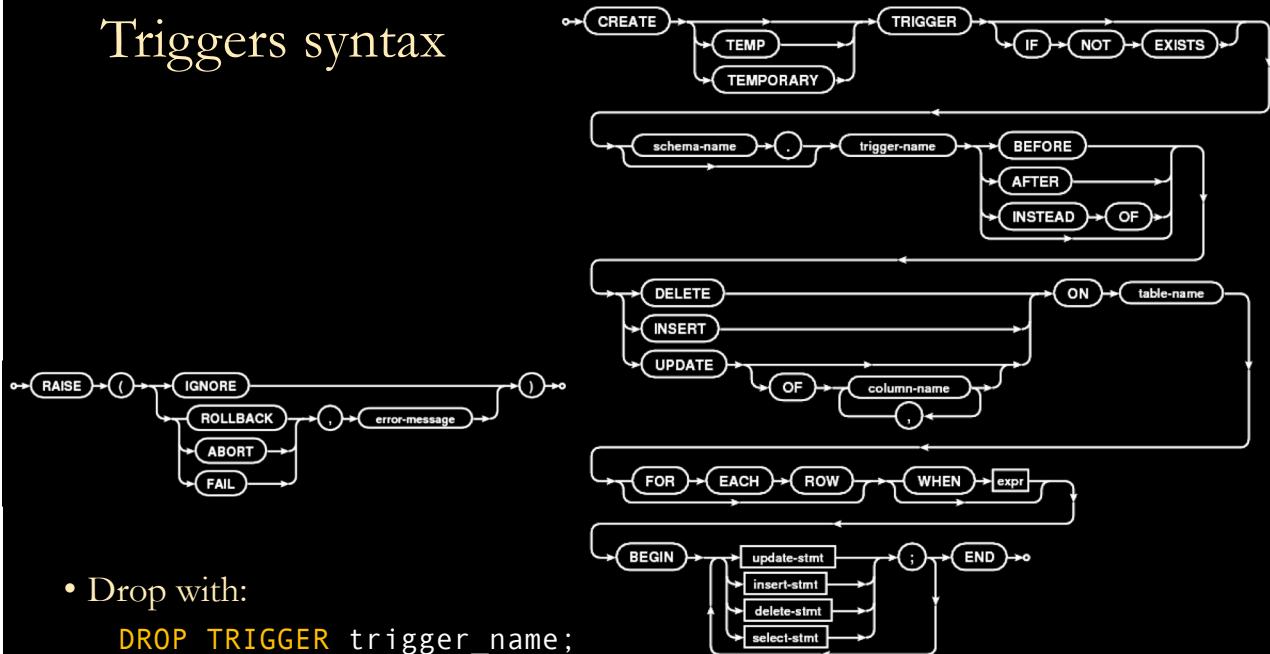 Triggers syntax
CREATE TEMP TEMPORARY TRIGGER IF NOT EXISTS
schema-name . trigger-name BEFORE
AFTER
INSTEAD OF
DELETE ON table-name
INSERT
UPDATE
OF column-name
,
RAISE ( IGNORE )
ROLLBACK , error-message
ABORT
FAIL
FOR EACH ROW WHEN expr
BEGIN update-stmt ; END
insert-stmt
delete-stmt
select-stmt
• Drop with:
DROP TRIGGER trigger_name;